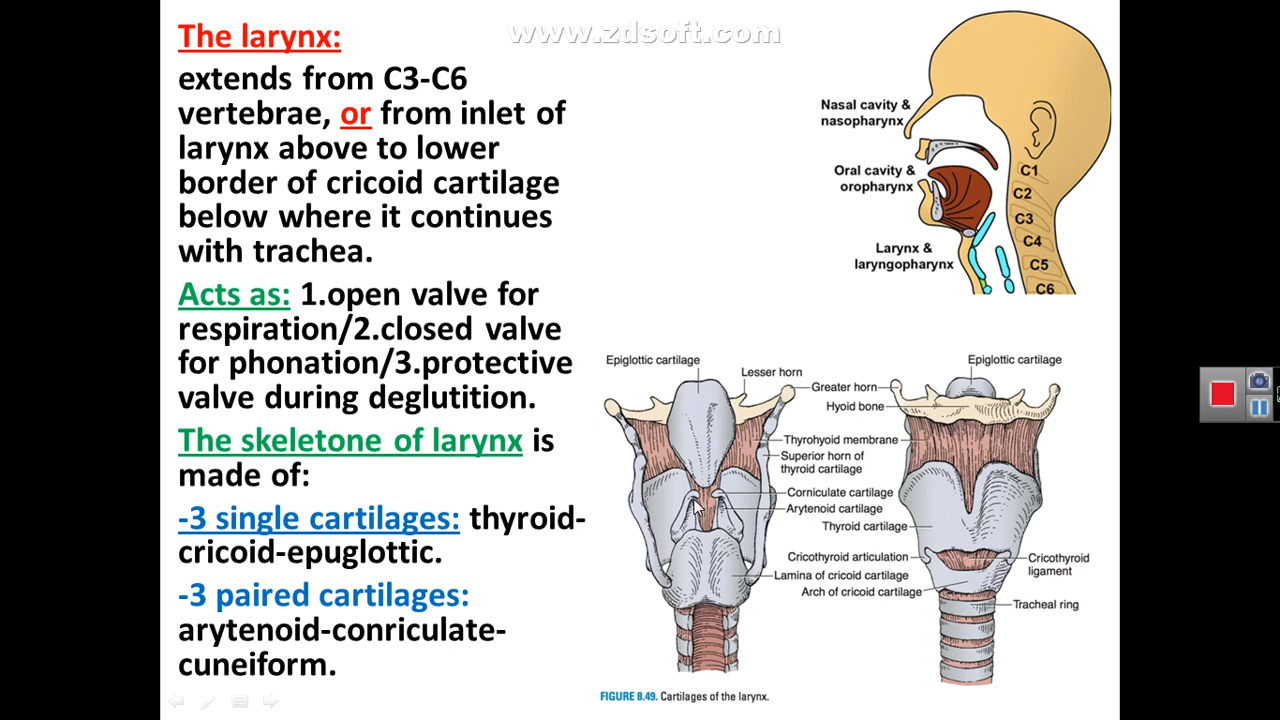 www.zdsoft.com
The larynx:
extends from C3-C6
vertebrae, or from inlet of
larynx above to lower
border of cricoid cartilage
below where it continues
with trachea.
Acts as: 1.open valve for
respiration/2.closed valve
for phonation/3.protective
valve during deglutition.
The skeletone of larynx is
made of:
-3 single cartilages: thyroid-
cricoid-epuglottic.
-3 paired cartilages:
arytenoid-conriculate-
cuneiform.
Nasal cavity &
nasopharynx
Oral cavity &
oropharynx
Larynx &
laryngopharynx
C1
C2
C3
C4
C5
C6
Epiglottic cartilage
Lesser horn
Greater horn
Hyoid bone
Thyrohyoid membrane
Superior horn of
thyroid cartilage
Corniculate cartilage
Arytenoid cartilage
Thyroid cartilage
Cricothyroid articulation
Lamina of cricoid cartilage
Arch of cricoid cartilage
Epiglottic cartilage
Cricothyroid
ligament
Tracheal ring
FIGURE 8.49. Cartilages of the larynx.